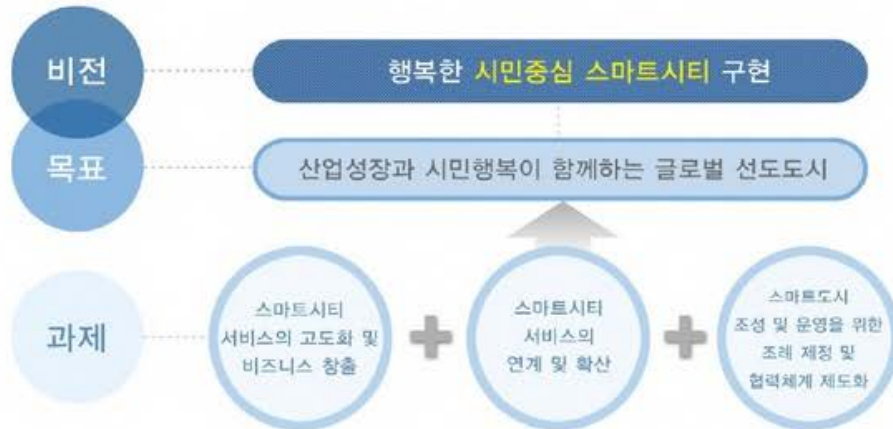 비전
행복한 시민중심 스마트시티 구현
목표
산업성장과 시민행복이 함께하는 글로벌 선도도시
과제
스마트시티
서비스의 고도화 및
비즈니스 창출
스마트시티
서비스의
연계 및 확산
스마트도시
조성 및 운영을 위한
조례 제정 및
협력체계 제도화